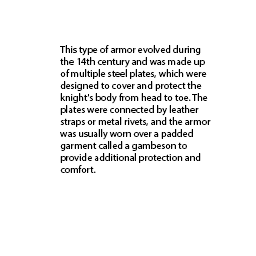 This type of armor evolved during
the 14th century and was made up
of multiple steel plates, which were
designed to cover and protect the
knight's body from head to toe. The
plates were connected by leather
straps or metal rivets, and the armor
was usually worn over a padded
garment called a gambeson to
provide additional protection and
comfort.